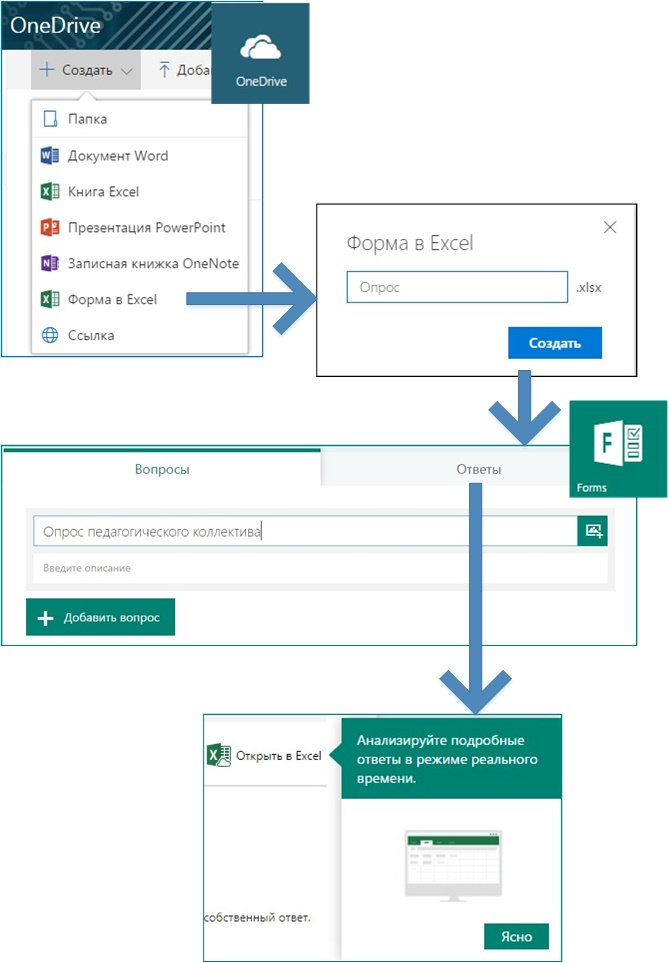 OneDrive
Создать
Доба
OneDrive
Папка
Документ Word
Книга Excel
Презентация PowerPoint
Записная книжка OneNote
Форма в Excel
Ссылка
Форма в Excel
Опрос
.xlsx
Создать
Forms
Вопросы
Ответы
Опрос педагогического коллектива
Введите описание
Добавить вопрос
Открыть в Excel
Анализируйте подробные
ответы в режиме реального
времени.
собственный ответ.
Ясно